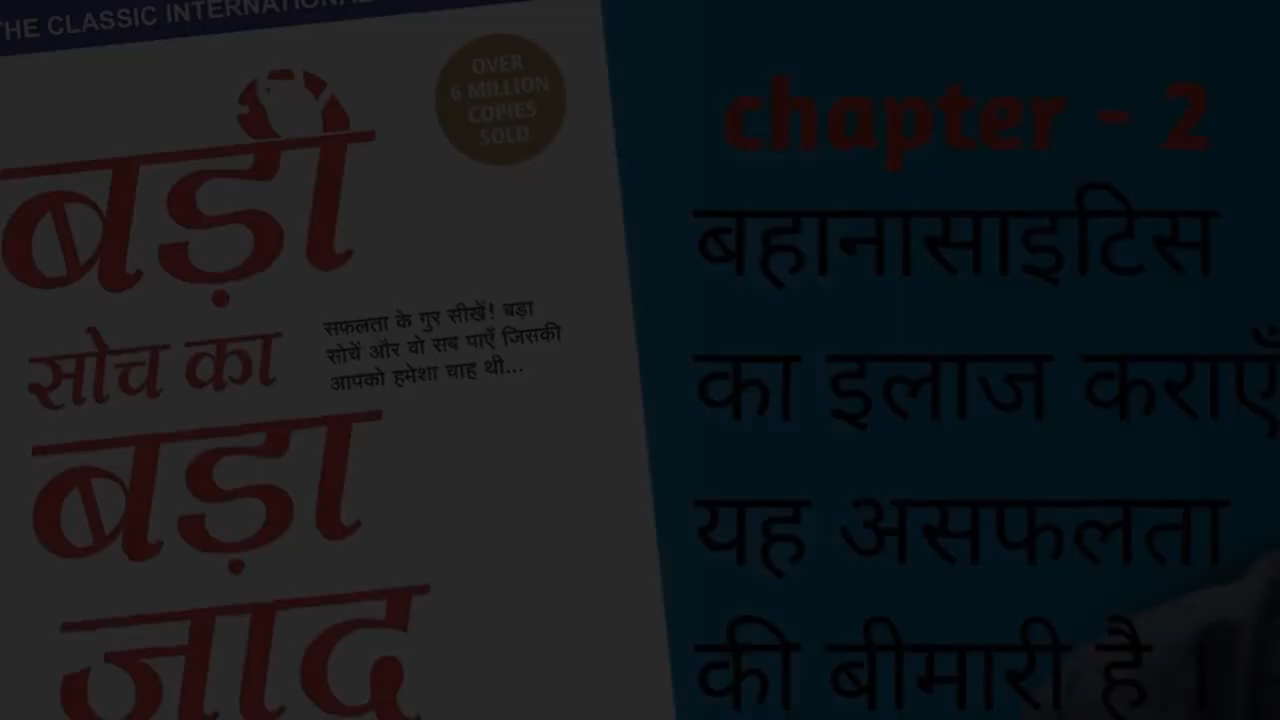 THE CLASSIC INTERNATIONAL
OVER
6 MILLION
COPIES
SOLD
बड़ी
सोच का
सफलता के गुर सीखें! बड़ा
सोचें और वो सब पाएँ जिसकी
आपको हमेशा चाह थी...
बड़ा
जाद
chapter - 2
बहानासाइटिस
का इलाज कराएँ
यह असफलता
की बीमारी है ।